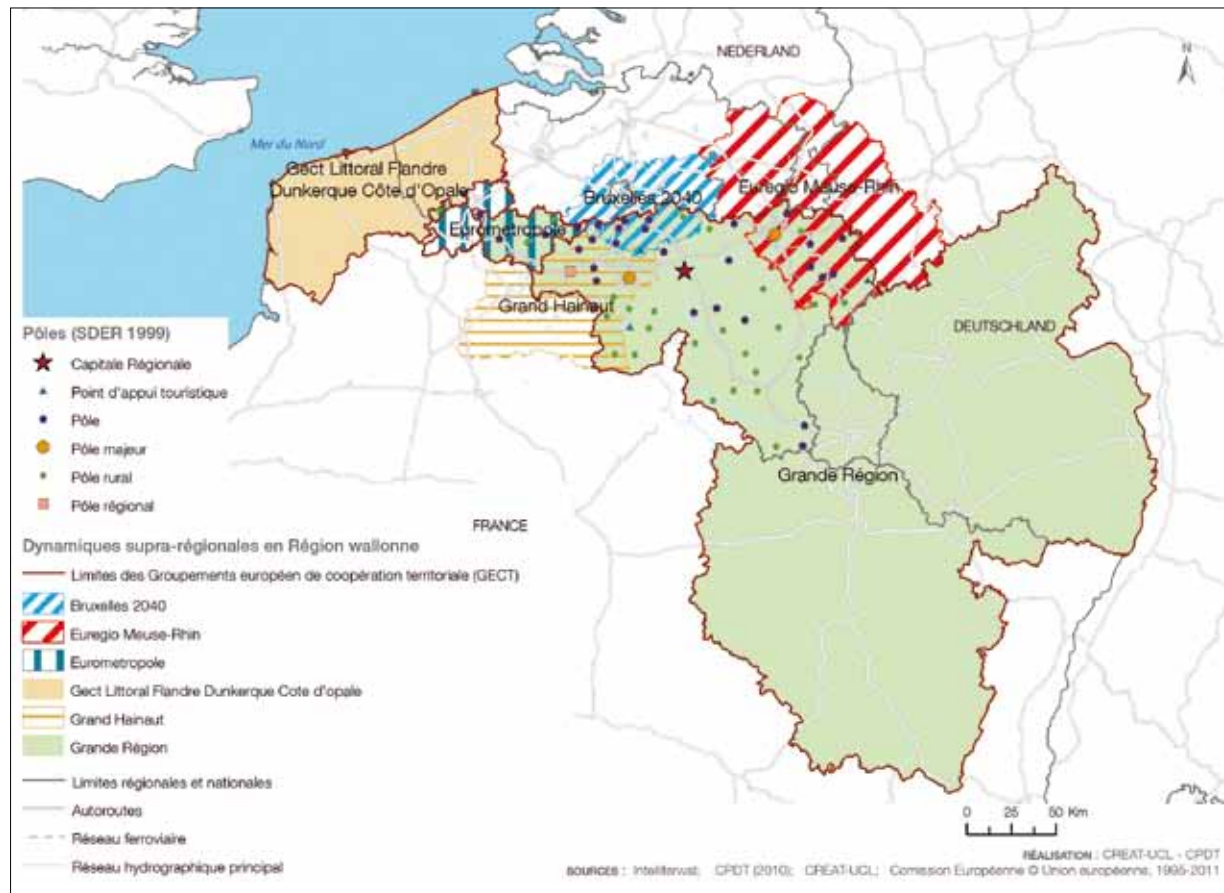 NEDERLAND
N
Mer du Nord
Gect Littoral Flandre
Dunkerque Côte d'Opale
Bruxelles 2040
Euregio Meuse-Rhin
Eurometropole
Grand Hainaut
DEUTSCHLAND
Grande Région
FRANCE
Pôles (SDER 1999)
Capitale Régionale
Point d'appui touristique
Pôle
Pôle majeur
Pôle rural
Pôle régional
Dynamiques supra-régionales en Région wallonne
Limites des Groupements européen de coopération territoriale (GECT)
Bruxelles 2040
Euregio Meuse-Rhin
Eurometropole
Gect Littoral Flandre Dunkerque Cote d'opale
Grand Hainaut
Grande Région
Limites régionales et nationales
Autoroutes
Réseau ferroviaire
Réseau hydrographique principal
0 25 50 Km
RÉALISATION : CREAT-UCL - CPDT
SOURCES : CPDT (2010); CREAT-UCL; Comission Européenne © Union européenne, 1995-2011